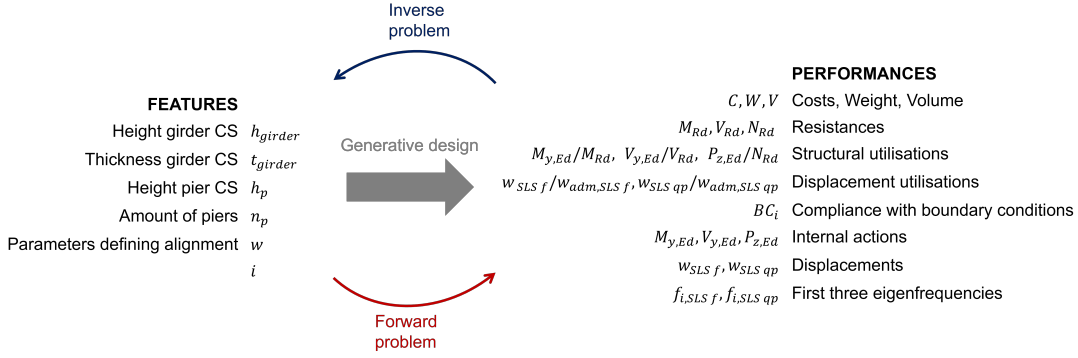 Inverse
problem
FEATURES
Height girder CS h_girder
Thickness girder CS t_girder
Height pier CS h_p
Amount of piers n_p
Parameters defining alignment w
i
Generative design
Forward
problem
PERFORMANCES
C, W, V Costs, Weight, Volume
M_Rd, V_Rd, N_Rd Resistances
M_y,Ed/M_Rd, V_y,Ed/V_Rd, P_z,Ed/N_Rd Structural utilisations
w_SLS f/w_adm,SLS f, w_SLS qp/w_adm,SLS qp Displacement utilisations
BC_i Compliance with boundary conditions
M_y,Ed, V_y,Ed, P_z,Ed Internal actions
w_SLS f, w_SLS qp Displacements
f_i,SLS f, f_i,SLS qp First three eigenfrequencies